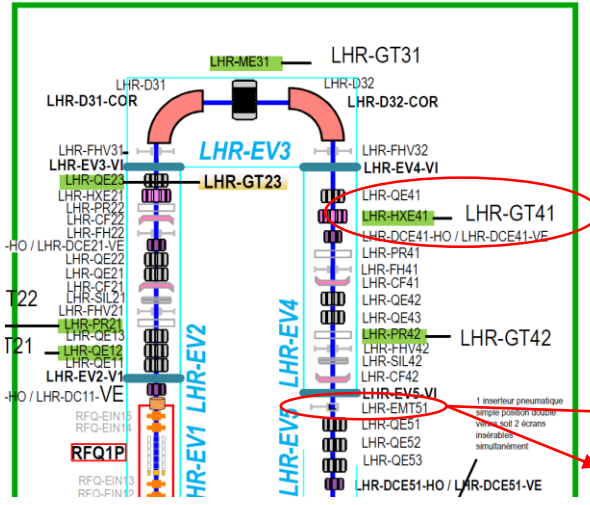 LHR-ME31
LHR-GT31
LHR-D31
LHR-D32
LHR-D31-COR
LHR-D32-COR
LHR-FHV31
LHR-EV3
LHR-FHV32
LHR-EV3-VI
LHR-EV4-VI
LHR-QE23
LHR-GT23
LHR-HXE21
LHR-PR22
LHR-CF22
LHR-FH22
-HO / LHR-DCE21-VE
LHR-QE22
LHR-QE21
LHR-CF21
T22
LHR-SIL21
LHR-FHV21
LHR-PR21
LHR-QE13
T21
LHR-QE12
LHR-QE11
LHR-EV2-V1
-HO / LHR-DC11-VE
LHR-EV2
LHR-EV4
LHR-QE41
LHR-HXE41
LHR-GT41
LHR-DCE41-HO / LHR-DCE41-VE
LHR-PR41
LHR-FH41
LHR-CF41
LHR-QE42
LHR-QE43
LHR-PR42
LHR-GT42
LHR-FHV42
LHR-SIL42
LHR-CF42
LHR-EV5-VI
LHR-EMT51
LHR-QE51
LHR-QE52
LHR-QE53
LHR-DCE51-HO / LHR-DCE51-VE
1 inserteur pneumatique
simple position double
soit 2 écrans
insérables
simultanément
RFQ-EIN15
RFQ-EIN14
RFQ1P
RFQ-EIN13
RFQ-EIN12
HR-EV1
LHR-EV5